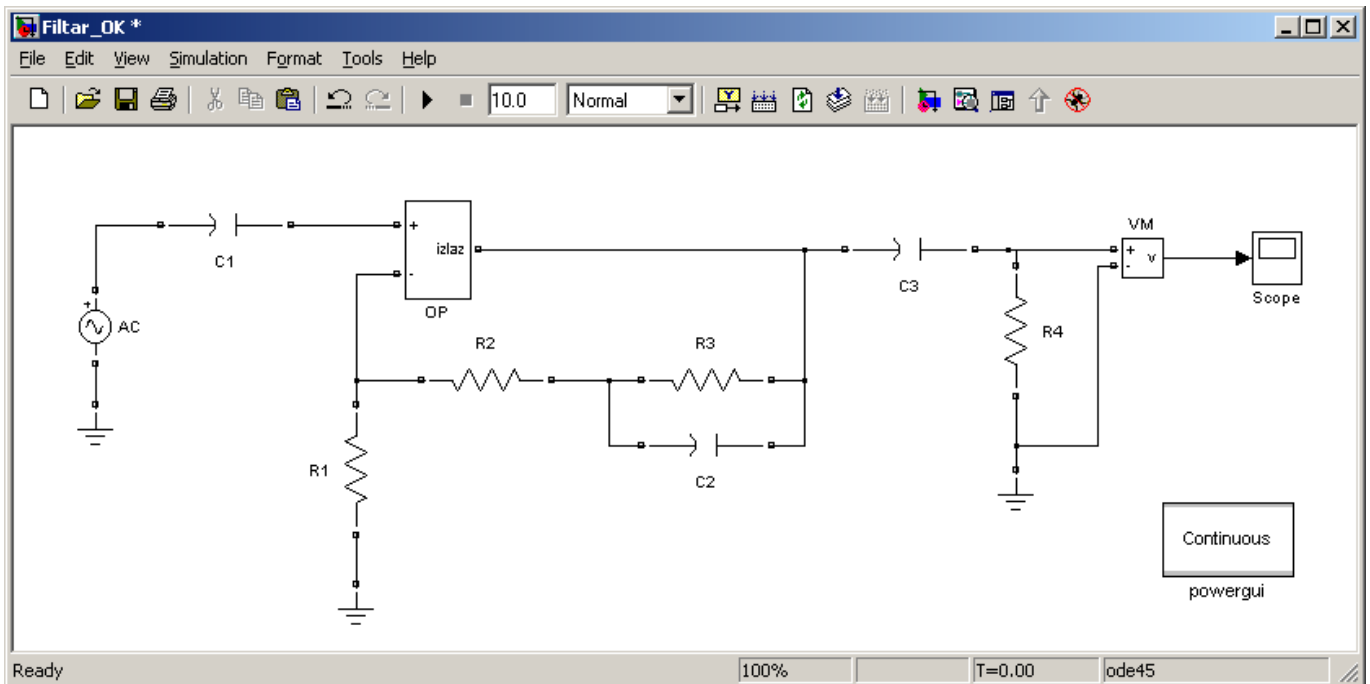 Filtar_OK *
File Edit View Simulation Format Tools Help
10.0 Normal
VM
+ izlaz + v
- -
C1 C3 Scope
OP
+ AC R4
R2 R3
R1 C2
Continuous
powergui
Ready 100% T=0.00 ode45